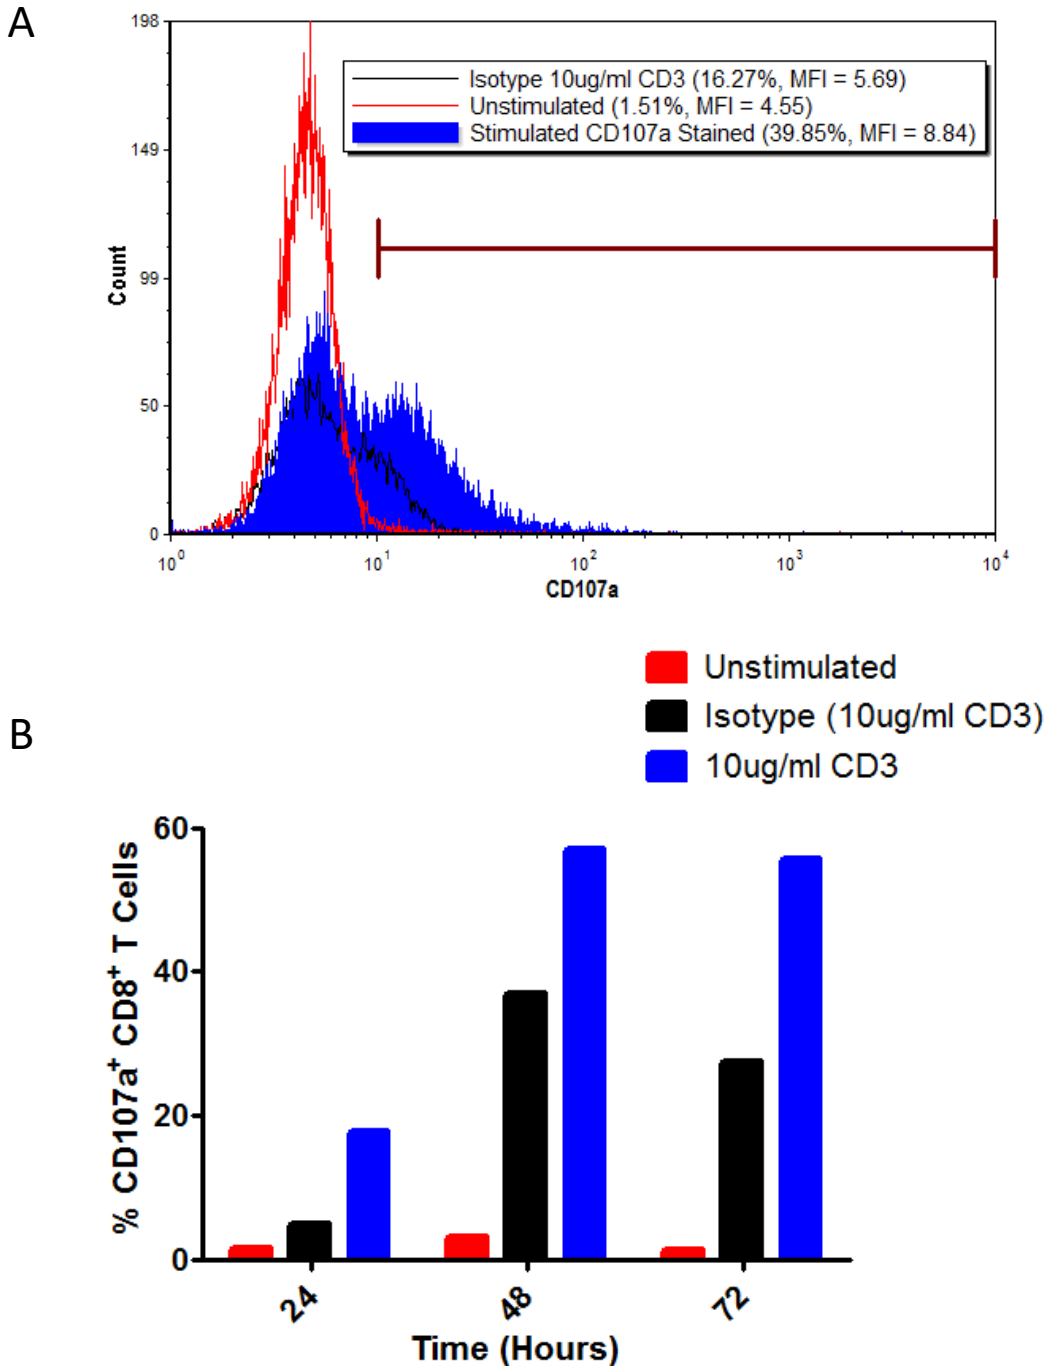 A
198
149
99
50
0
Count
Isotype 10ug/ml CD3 (16.27%, MFI = 5.69)
Unstimulated (1.51%, MFI = 4.55)
Stimulated CD107a Stained (39.85%, MFI = 8.84)
10^0 10^1 10^2 10^3 10^4
CD107a
Unstimulated
Isotype (10ug/ml CD3)
10ug/ml CD3
B
60
40
20
0
% CD107a⁺ CD8⁺ T Cells
24 48 72
Time (Hours)